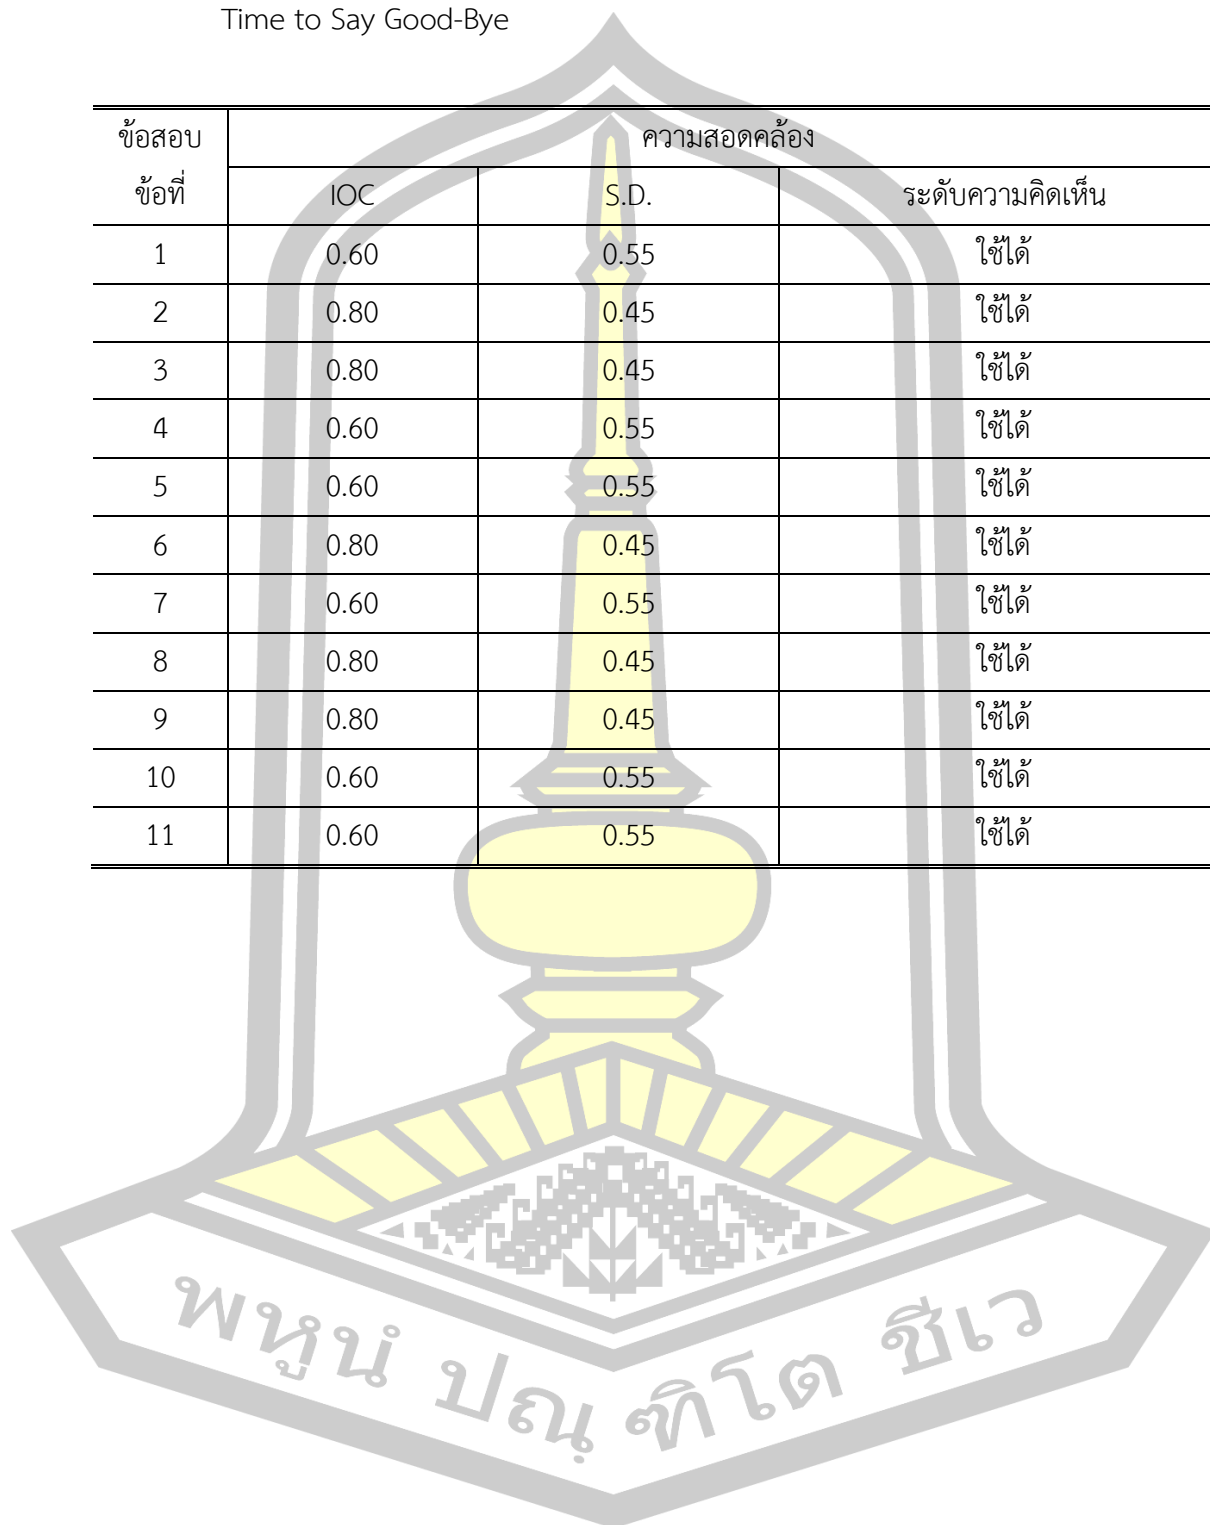 Time to Say Good-Bye
ข้อสอบ ความสอดคล้อง
ข้อที่ IOC S.D. ระดับความคิดเห็น
1 0.60 0.55 ใช้ได้
2 0.80 0.45 ใช้ได้
3 0.80 0.45 ใช้ได้
4 0.60 0.55 ใช้ได้
5 0.60 0.55 ใช้ได้
6 0.80 0.45 ใช้ได้
7 0.60 0.55 ใช้ได้
8 0.80 0.45 ใช้ได้
9 0.80 0.45 ใช้ได้
10 0.60 0.55 ใช้ได้
11 0.60 0.55 ใช้ได้
พหูนํ ปณฺฑิโต ชีเว